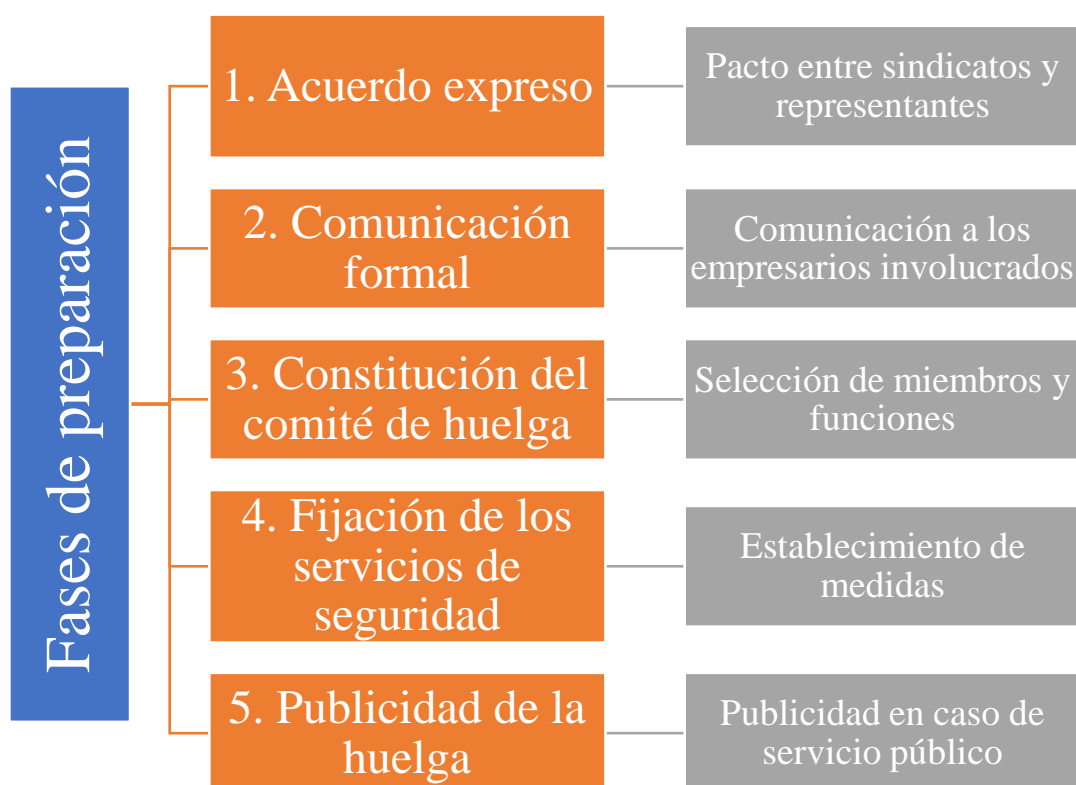 Fases de preparación
1. Acuerdo expreso
Pacto entre sindicatos y
representantes
2. Comunicación
formal
Comunicación a los
empresarios involucrados
3. Constitución del
comité de huelga
Selección de miembros y
funciones
4. Fijación de los
servicios de
seguridad
Establecimiento de
medidas
5. Publicidad de la
huelga
Publicidad en caso de
servicio público